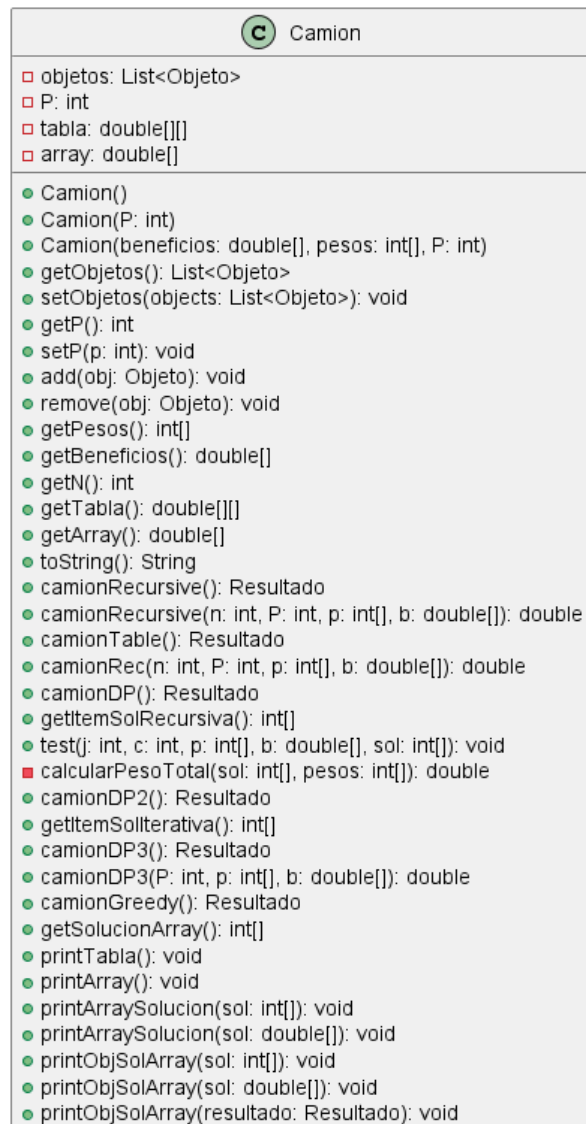 C Camion
objetos: List<Objeto>
P: int
tabla: double[][]
array: double[]
Camion()
Camion(P: int)
Camion(beneficios: double[], pesos: int[], P: int)
getObjetos(): List<Objeto>
setObjetos(objects: List<Objeto>): void
getP(): int
setP(p: int): void
add(obj: Objeto): void
remove(obj: Objeto): void
getPesos(): int[]
getBeneficios(): double[]
getN(): int
getTabla(): double[][]
getArray(): double[]
toString(): String
camionRecursive(): Resultado
camionRecursive(n: int, P: int, p: int[], b: double[]): double
camionTable(): Resultado
camionRec(n: int, P: int, p: int[], b: double[]): double
camionDP(): Resultado
getItemSolRecursiva(): int[]
test(j: int, c: int, p: int[], b: double[], sol: int[]): void
calcularPesoTotal(sol: int[], pesos: int[]): double
camionDP2(): Resultado
getItemSolIterativa(): int[]
camionDP3(): Resultado
camionDP3(P: int, p: int[], b: double[]): double
camionGreedy(): Resultado
getSolucionArray(): int[]
printTabla(): void
printArray(): void
printArraySolucion(sol: int[]): void
printArraySolucion(sol: double[]): void
printObjSolArray(sol: int[]): void
printObjSolArray(sol: double[]): void
printObjSolArray(resultado: Resultado): void